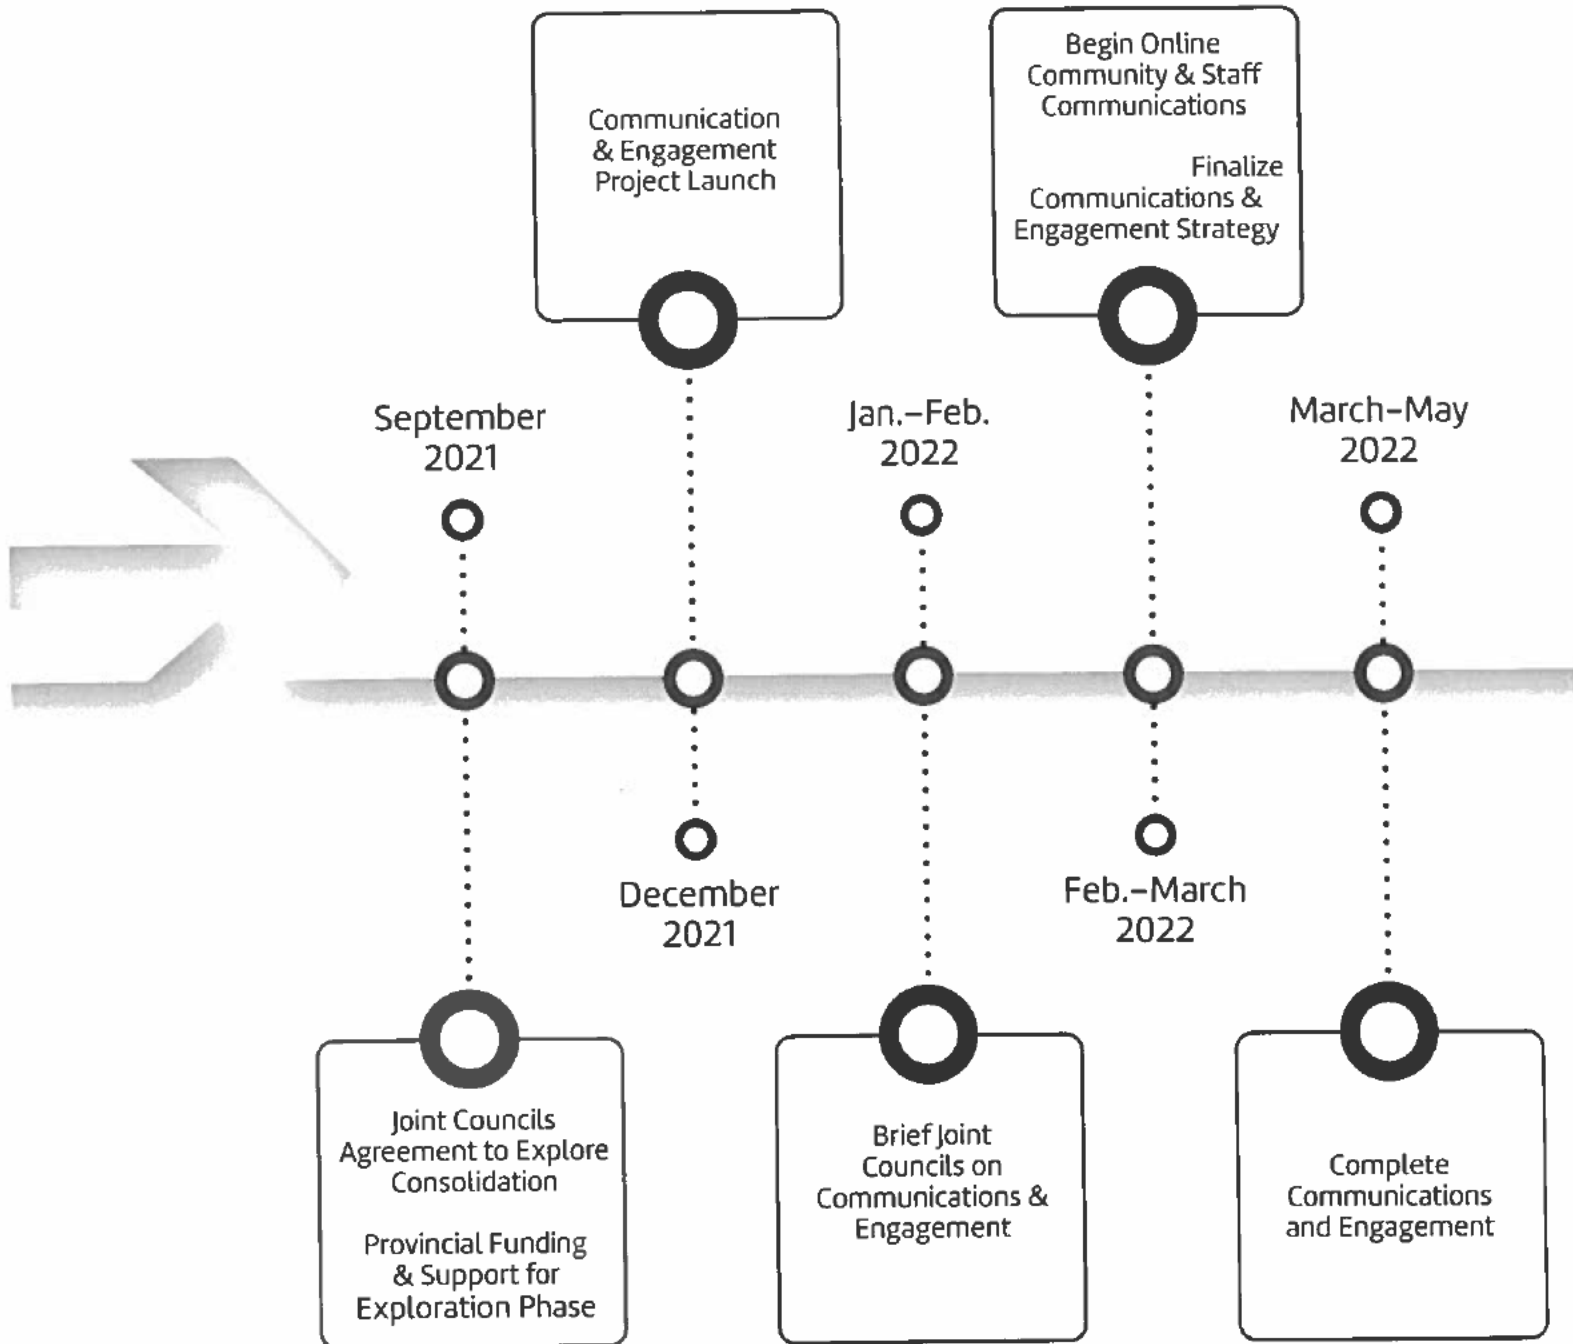 Communication
& Engagement
Project Launch
Begin Online
Community & Staff
Communications
Finalize
Communications &
Engagement Strategy
September
2021
Jan.–Feb.
2022
March–May
2022
December
2021
Feb.–March
2022
Joint Councils
Agreement to Explore
Consolidation
Provincial Funding
& Support for
Exploration Phase
Brief Joint
Councils on
Communications &
Engagement
Complete
Communications
and Engagement